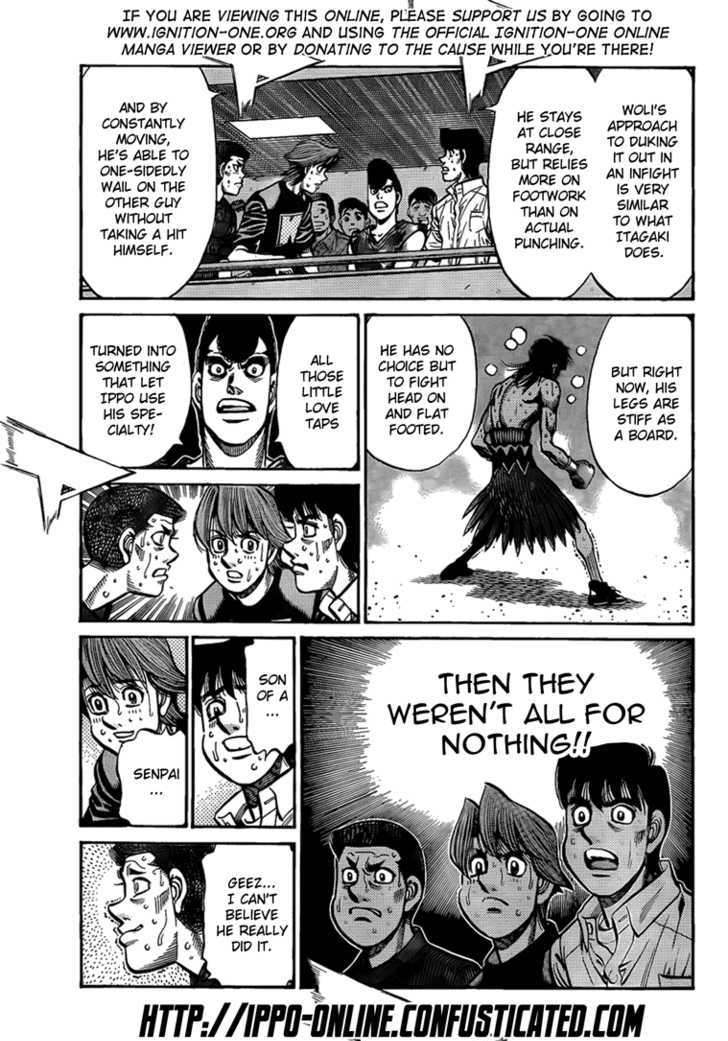 IF YOU ARE VIEWING THIS ONLINE, PLEASE SUPPORT US BY GOING TO
WWW.IGNITION-ONE.ORG AND USING THE OFFICIAL IGNITION-ONE ONLINE
MANGA VIEWER OR BY DONATING TO THE CAUSE WHILE YOU'RE THERE!
WOLI'S
APPROACH
TO DUKING
IT OUT IN
AN INFIGHT
IS VERY
SIMILAR
TO WHAT
ITAGAKI
DOES.
HE STAYS
AT CLOSE
RANGE,
BUT RELIES
MORE ON
FOOTWORK
THAN ON
ACTUAL
PUNCHING.
AND BY
CONSTANTLY
MOVING,
HE'S ABLE TO
ONE-SIDEDLY
WAIL ON THE
OTHER GUY
WITHOUT
TAKING A HIT
HIMSELF.
BUT RIGHT
NOW, HIS
LEGS ARE
STIFF AS
A BOARD.
HE HAS NO
CHOICE BUT
TO FIGHT
HEAD ON
AND FLAT
FOOTED.
ALL
THOSE
LITTLE
LOVE
TAPS
TURNED INTO
SOMETHING
THAT LET
IPPO USE
HIS SPE-
CIALTY!
THEN THEY
WEREN'T ALL FOR
NOTHING!!
SON
OF A
...
SENPAI
...
GEEZ...
I CAN'T
BELIEVE
HE REALLY
DID IT.
HTTP://IPPO-ONLINE.CONFUSTICATED.COM